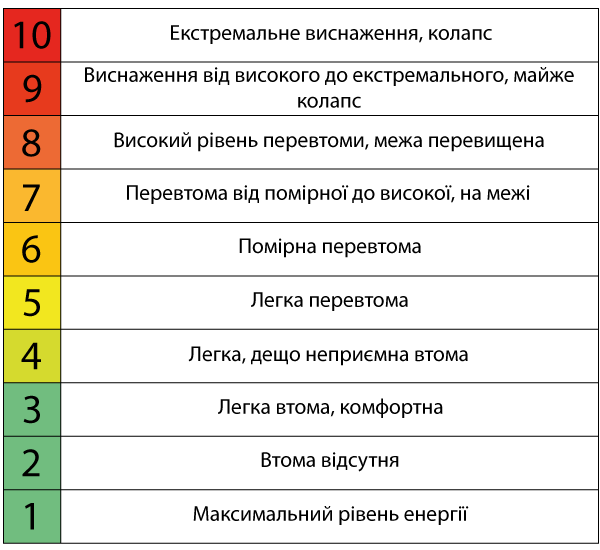 10 Екстремальне виснаження, колапс
9 Виснаження від високого до екстремального, майже
колапс
8 Високий рівень перевтоми, межа перевищена
7 Перевтома від помірної до високої, на межі
6 Помірна перевтома
5 Легка перевтома
4 Легка, дещо неприємна втома
3 Легка втома, комфортна
2 Втома відсутня
1 Максимальний рівень енергії